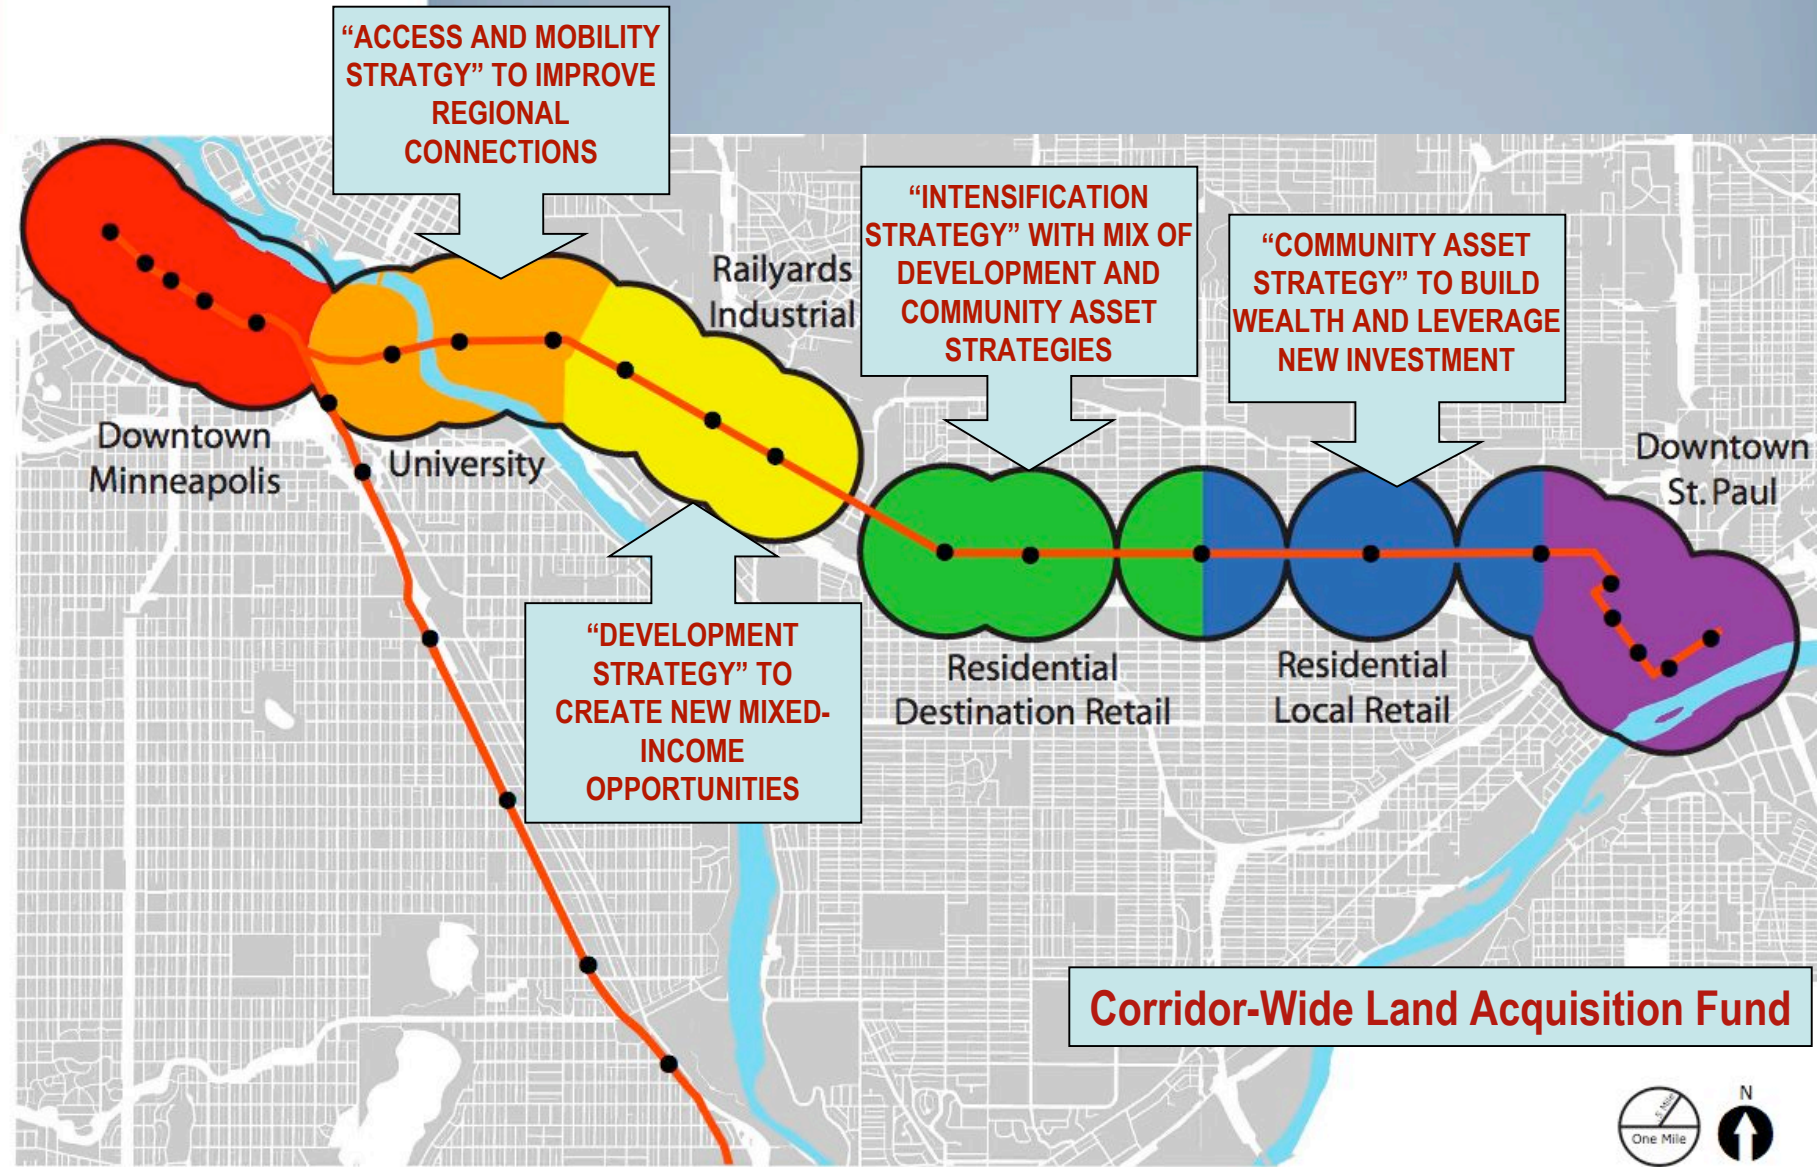 “ACCESS AND MOBILITY
STRATGY” TO IMPROVE
REGIONAL
CONNECTIONS
“INTENSIFICATION
STRATEGY” WITH MIX OF
DEVELOPMENT AND
COMMUNITY ASSET
STRATEGIES
“COMMUNITY ASSET
STRATEGY” TO BUILD
WEALTH AND LEVERAGE
NEW INVESTMENT
Railyards
Industrial
Downtown
Minneapolis
University
Downtown
St. Paul
“DEVELOPMENT
STRATEGY” TO
CREATE NEW MIXED-
INCOME
OPPORTUNITIES
Residential
Destination Retail
Residential
Local Retail
Corridor-Wide Land Acquisition Fund
.5 Mile
One Mile
N